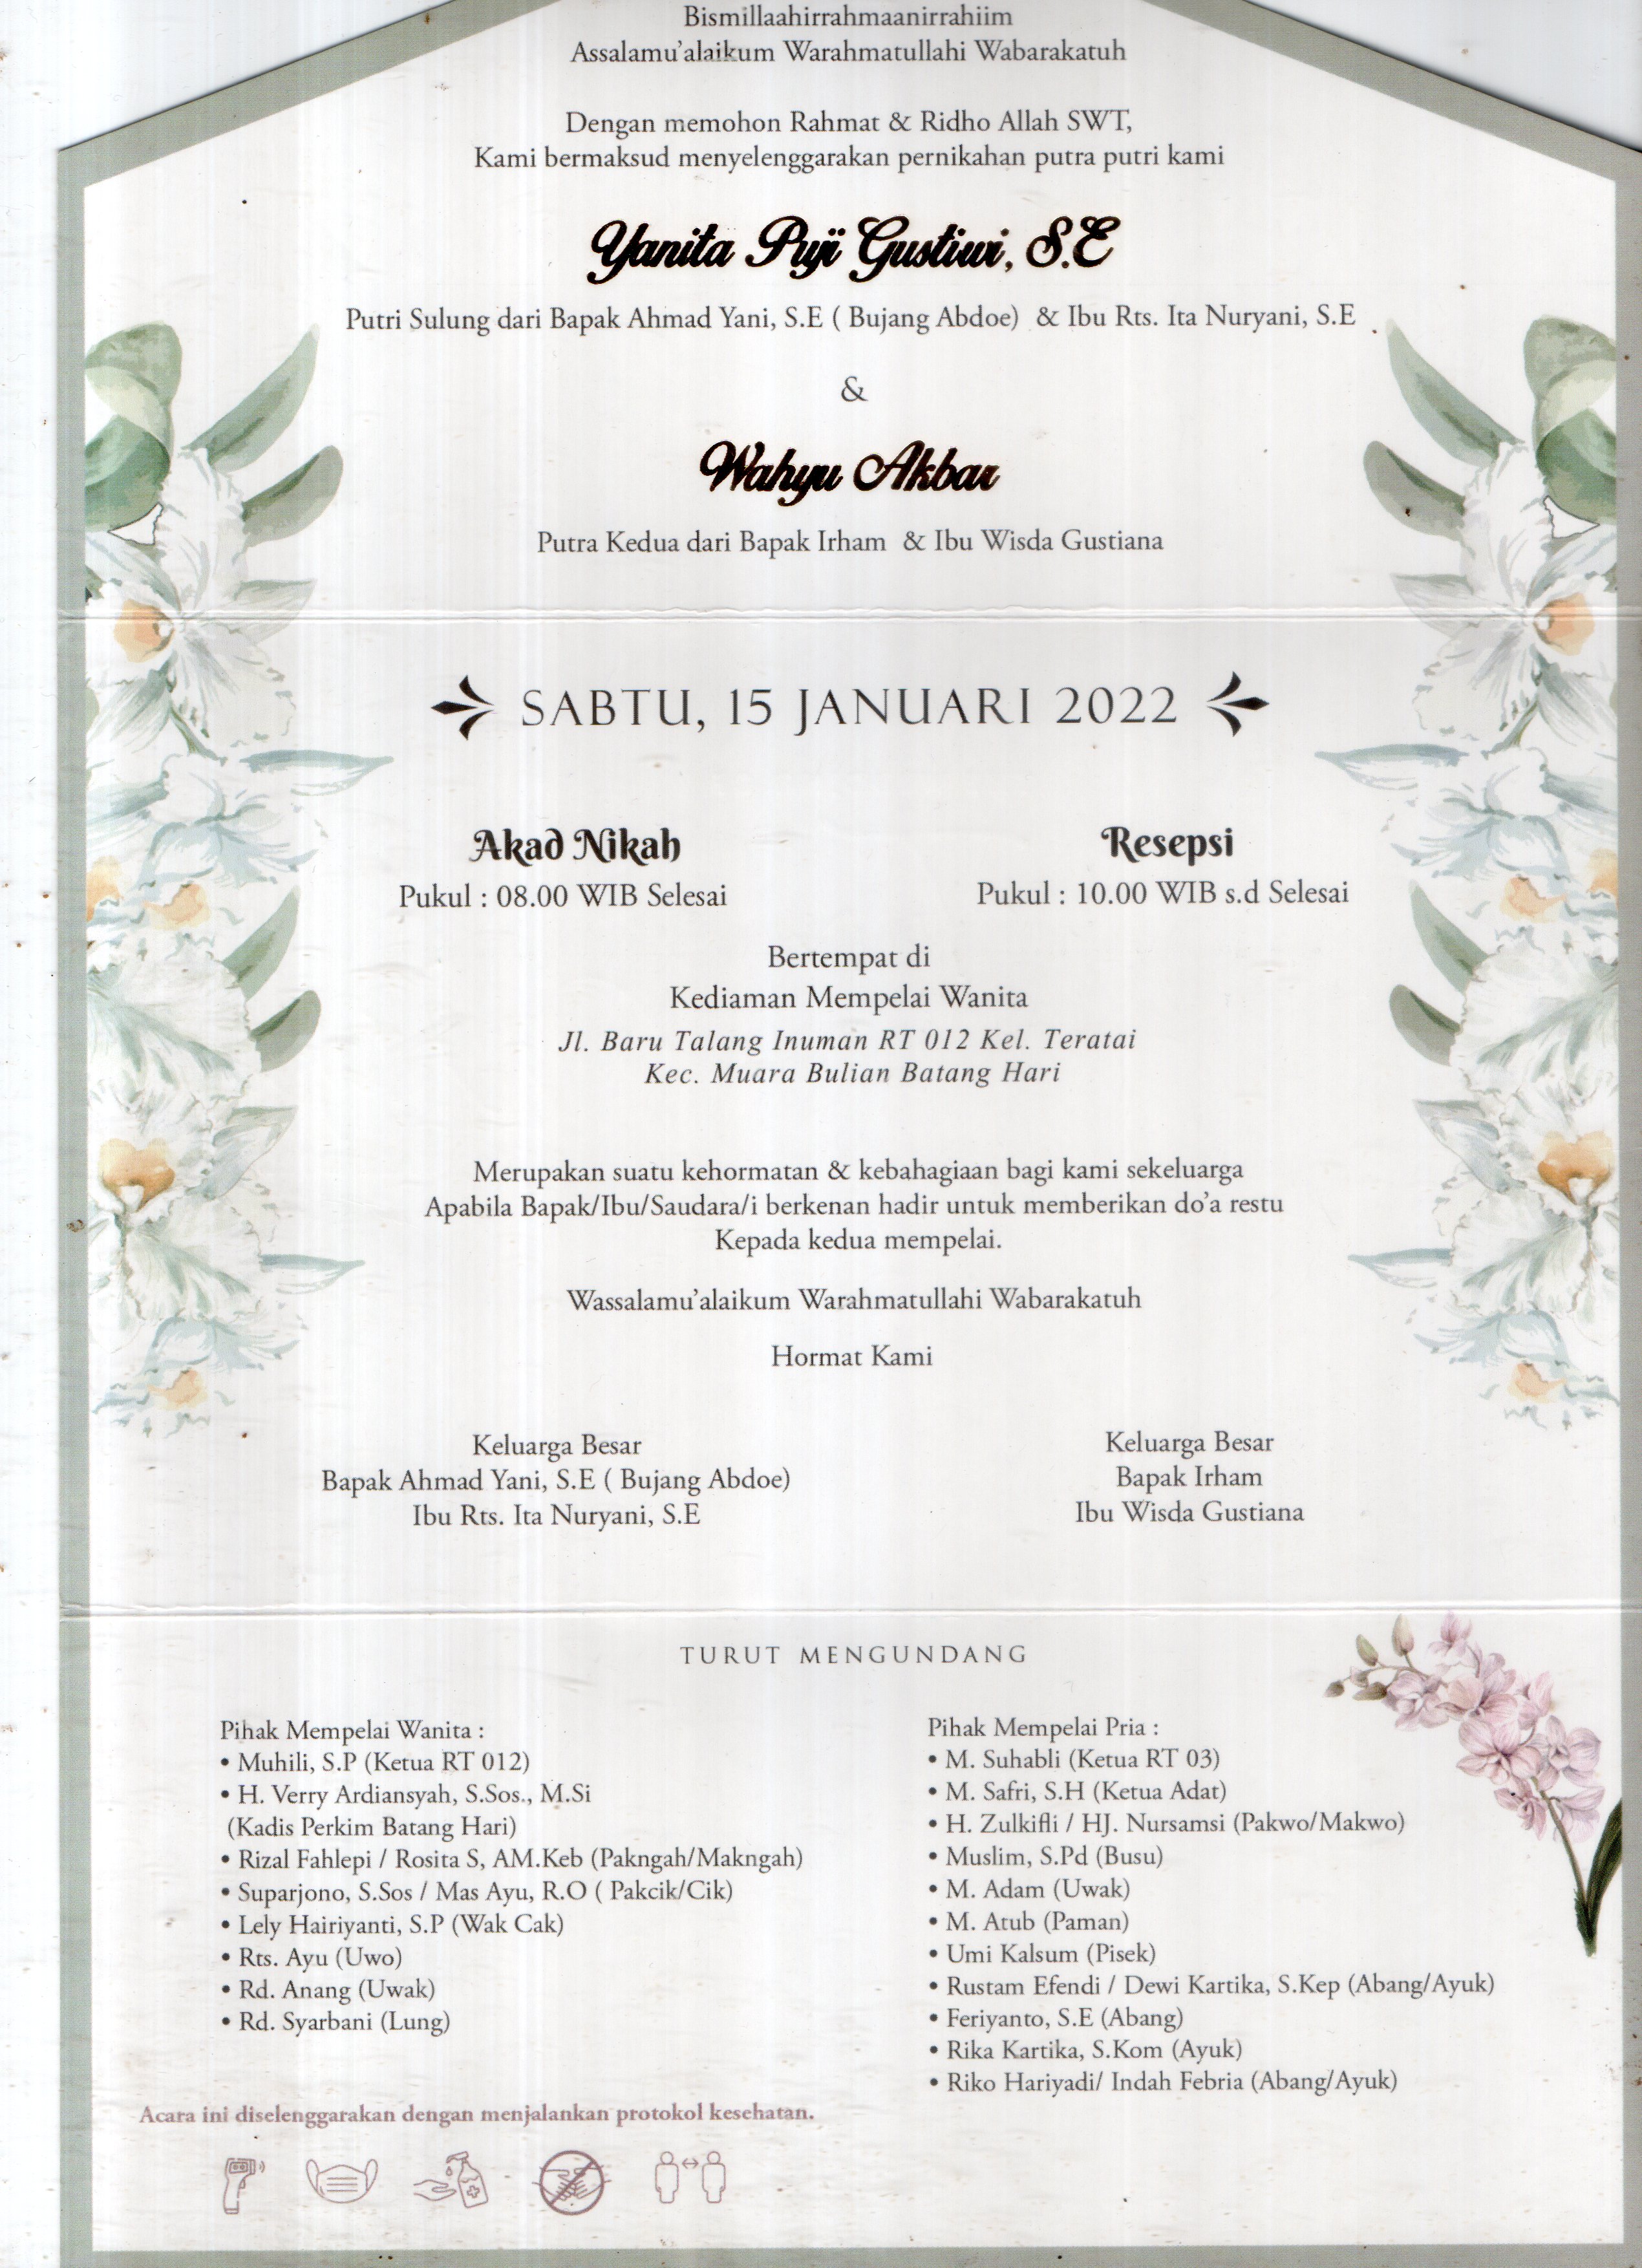 Bismillaahirrahmaanirrahiim
Assalamu'alaikum Warahmatullahi Wabarakatuh
Dengan memohon Rahmat & Ridho Allah SWT,
Kami bermaksud menyelenggarakan pernikahan putra putri kami
Yanita Puji Gustiwi, S.E
Putri Sulung dari Bapak Ahmad Yani, S.E ( Bujang Abdoe) & Ibu Rts. Ita Nuryani, S.E
&
Wahyu Akbar
Putra Kedua dari Bapak Irham & Ibu Wisda Gustiana
SABTU, 15 JANUARI 2022
Akad Nikah
Pukul : 08.00 WIB Selesai
Resepsi
Pukul : 10.00 WIB s.d Selesai
Bertempat di
Kediaman Mempelai Wanita
Jl. Baru Talang Inuman RT 012 Kel. Teratai
Kec. Muara Bulian Batang Hari
Merupakan suatu kehormatan & kebahagiaan bagi kami sekeluarga
Apabila Bapak/Ibu/Saudara/i berkenan hadir untuk memberikan do'a restu
Kepada kedua mempelai.
Wassalamu'alaikum Warahmatullahi Wabarakatuh
Hormat Kami
Keluarga Besar
Bapak Ahmad Yani, S.E ( Bujang Abdoe)
Ibu Rts. Ita Nuryani, S.E
Keluarga Besar
Bapak Irham
Ibu Wisda Gustiana
TURUT MENGUNDANG
Pihak Mempelai Wanita :
• Muhili, S.P (Ketua RT 012)
• H. Verry Ardiansyah, S.Sos., M.Si
(Kadis Perkim Batang Hari)
• Rizal Fahlepi / Rosita S, AM.Keb (Pakngah/Makngah)
• Suparjono, S.Sos / Mas Ayu, R.O ( Pakcik/Cik)
• Lely Hairiyanti, S.P (Wak Cak)
• Rts. Ayu (Uwo)
• Rd. Anang (Uwak)
• Rd. Syarbani (Lung)
Pihak Mempelai Pria :
• M. Suhabli (Ketua RT 03)
• M. Safri, S.H (Ketua Adat)
• H. Zulkifli / HJ. Nursamsi (Pakwo/Makwo)
• Muslim, S.Pd (Busu)
• M. Adam (Uwak)
• M. Atub (Paman)
• Umi Kalsum (Pisek)
• Rustam Efendi / Dewi Kartika, S.Kep (Abang/Ayuk)
• Feriyanto, S.E (Abang)
• Rika Kartika, S.Kom (Ayuk)
• Riko Hariyadi/ Indah Febria (Abang/Ayuk)
Acara ini diselenggarakan dengan menjalankan protokol kesehatan.